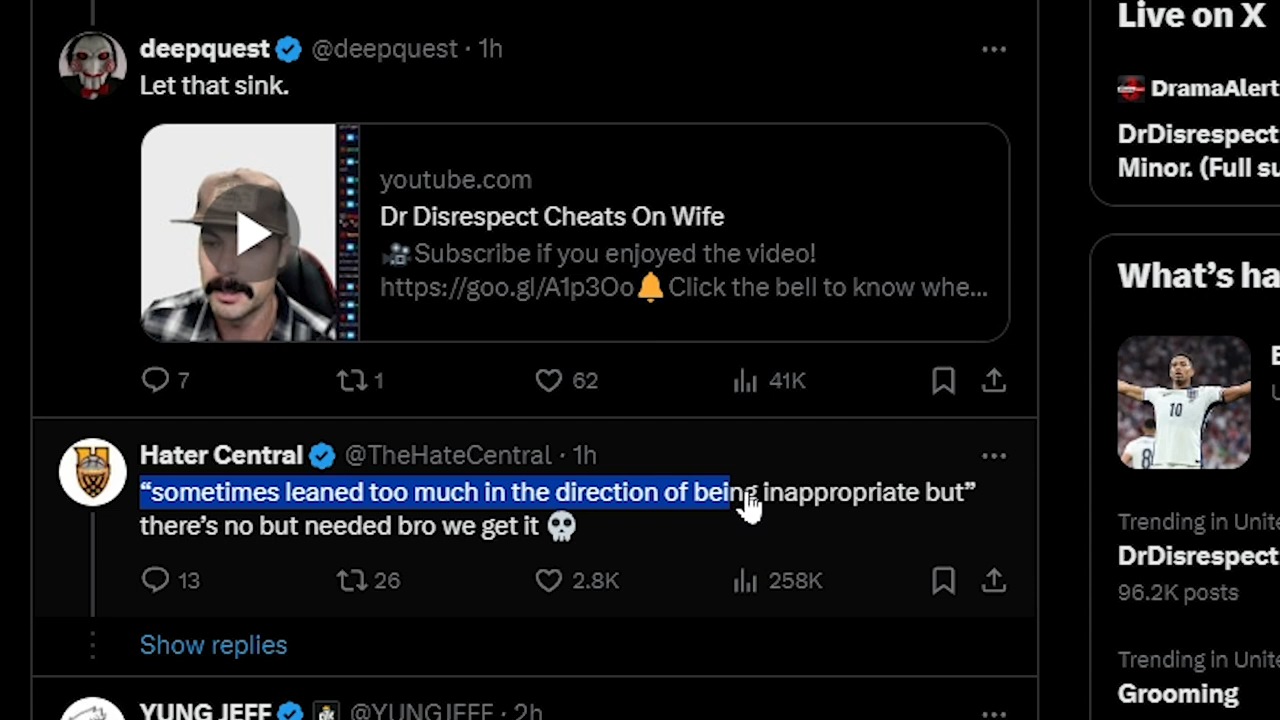 deepquest @deepquest · 1h
Let that sink.
youtube.com
Dr Disrespect Cheats On Wife
🎥Subscribe if you enjoyed the video!
https://goo.gl/A1p3Oo🔔Click the bell to know whe...
7 1 62 41K
Hater Central @TheHateCentral · 1h
“sometimes leaned too much in the direction of being inappropriate but”
there’s no but needed bro we get it 💀
13 26 2.8K 258K
Show replies
YUNG JEFF @YUNGJEFF · 2h
Live on X
DramaAlert
DrDisrespect
Minor. (Full su
What’s ha
10
Trending in Unite
DrDisrespect
96.2K posts
Trending in Unite
Grooming